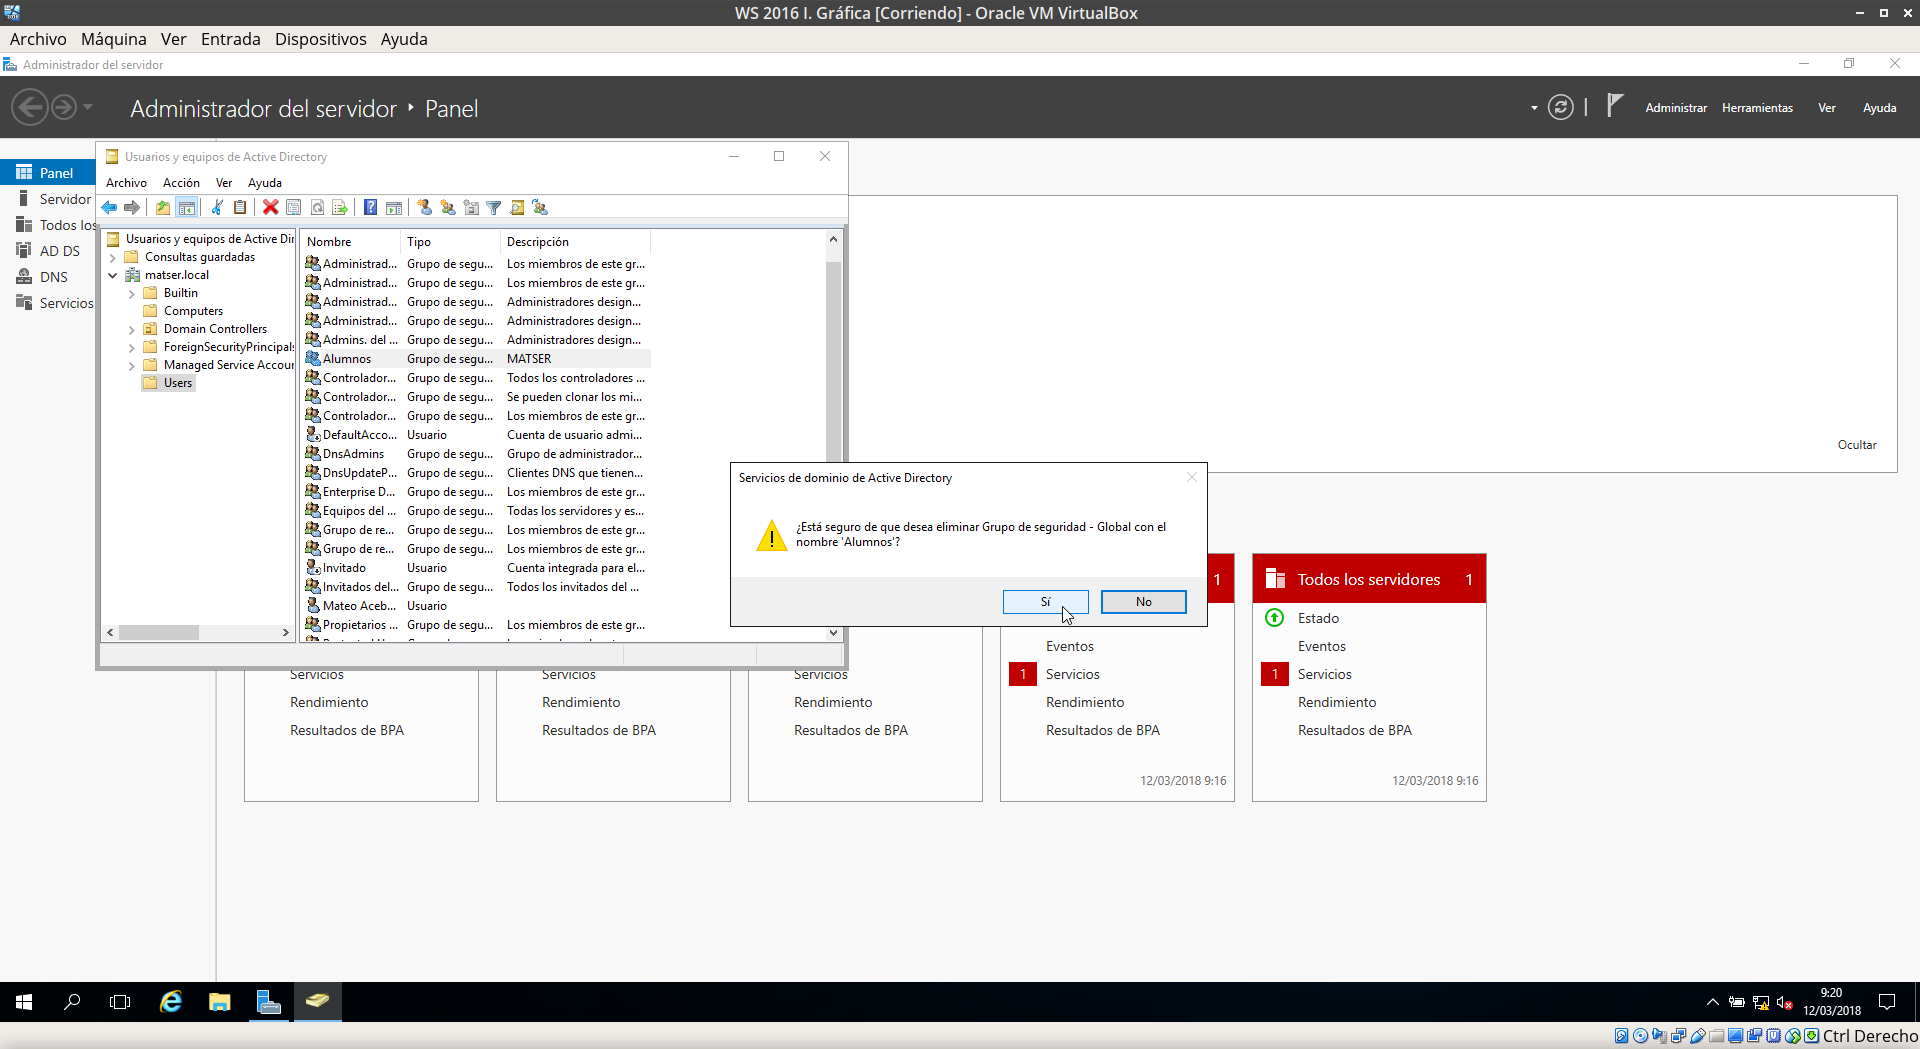 WS 2016 I. Gráfica [Corriendo] - Oracle VM VirtualBox
Archivo Máquina Ver Entrada Dispositivos Ayuda
Administrador del servidor
Administrador del servidor ‣ Panel
Administrar Herramientas Ver Ayuda
Panel
Servidor
Todos los
AD DS
DNS
Servicios
Usuarios y equipos de Active Directory
Archivo Acción Ver Ayuda
Usuarios y equipos de Active Dir
Consultas guardadas
matser.local
Builtin
Computers
Domain Controllers
ForeignSecurityPrincipals
Managed Service Accour
Users
Nombre Tipo Descripción
Administrad... Grupo de segu... Los miembros de este gr...
Administrad... Grupo de segu... Los miembros de este gr...
Administrad... Grupo de segu... Administradores design...
Administrad... Grupo de segu... Administradores design...
Admins. del ... Grupo de segu... Administradores design...
Alumnos Grupo de segu... MATSER
Controlador... Grupo de segu... Todos los controladores ...
Controlador... Grupo de segu... Se pueden clonar los mi...
Controlador... Grupo de segu... Los miembros de este gr...
DefaultAcco... Usuario Cuenta de usuario admi...
DnsAdmins Grupo de segu... Grupo de administrador...
DnsUpdateP... Grupo de segu... Clientes DNS que tienen...
Enterprise D... Grupo de segu... Los miembros de este gr...
Equipos del ... Grupo de segu... Todas los servidores y es...
Grupo de re... Grupo de segu... Los miembros de este gr...
Grupo de re... Grupo de segu... Los miembros de este gr...
Invitado Usuario Cuenta integrada para el...
Invitados del... Grupo de segu... Todos los invitados del ...
Mateo Aceb... Usuario
Propietarios ... Grupo de segu... Los miembros de este gr...
Ocultar
Servicios de dominio de Active Directory
¿Está seguro de que desea eliminar Grupo de seguridad - Global con el
nombre 'Alumnos'?
Sí No
1
Todos los servidores 1
Estado
Eventos Eventos
Servicios Servicios Servicios 1 Servicios 1 Servicios
Rendimiento Rendimiento Rendimiento Rendimiento Rendimiento
Resultados de BPA Resultados de BPA Resultados de BPA Resultados de BPA Resultados de BPA
12/03/2018 9:16 12/03/2018 9:16
9:20
12/03/2018
Ctrl Derecho